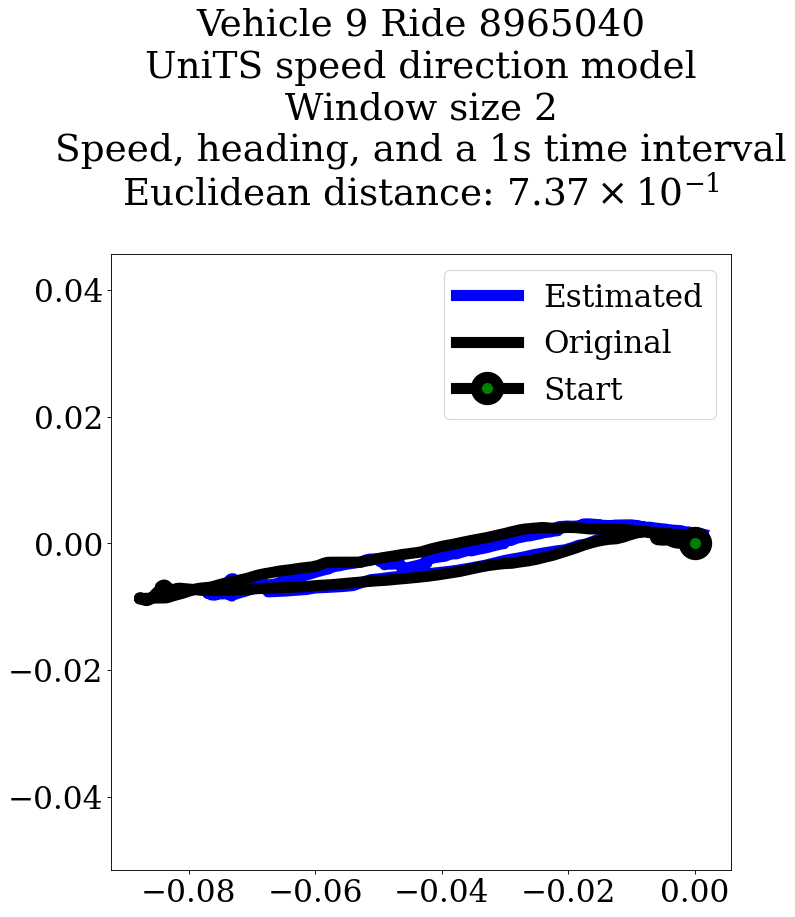 Vehicle 9 Ride 8965040
UniTS speed direction model
Window size 2
Speed, heading, and a 1s time interval
Euclidean distance: 7.37 × 10⁻¹
Estimated
Original
Start
0.04
0.02
0.00
−0.02
−0.04
−0.08 −0.06 −0.04 −0.02 0.00